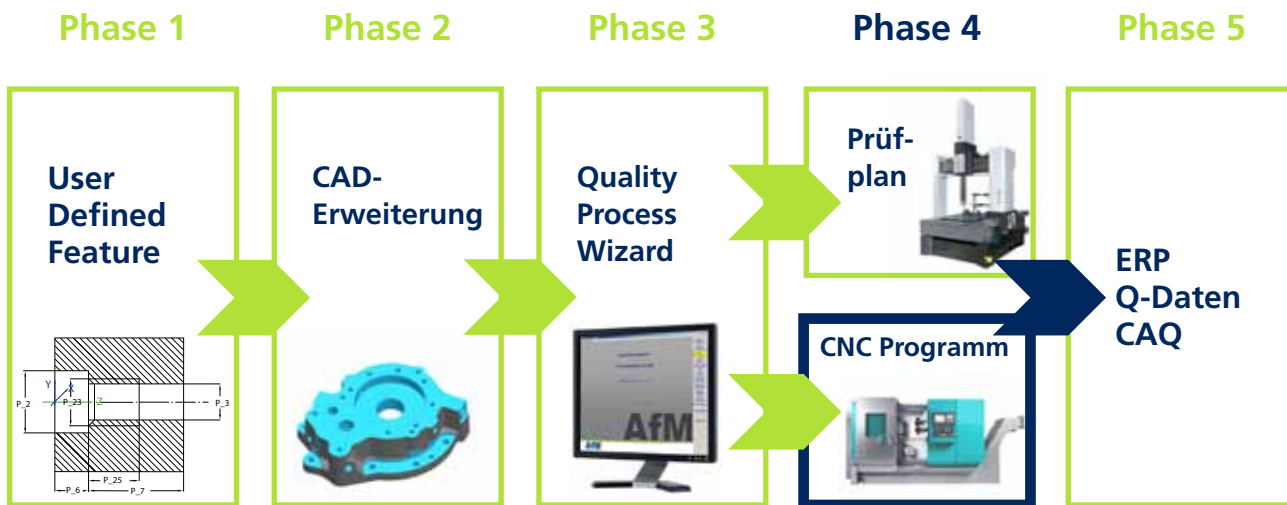 Phase 1
Phase 2
Phase 3
Phase 4
Phase 5
User
Defined
Feature
Y
X
Z
P_2
P_23
P_3
P_25
P_6
P_7
CAD-
Erweiterung
Quality
Process
Wizard
AfM
AfM
Prüf-
plan
CNC Programm
ERP
Q-Daten
CAQ